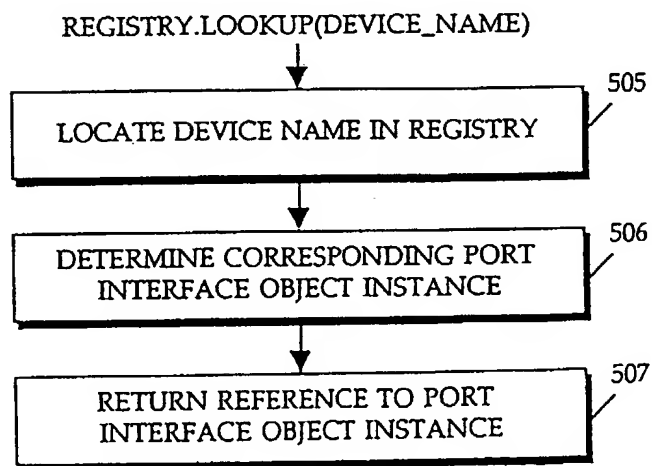 REGISTRY.LOOKUP(DEVICE_NAME)
505
LOCATE DEVICE NAME IN REGISTRY
506
DETERMINE CORRESPONDING PORT
INTERFACE OBJECT INSTANCE
507
RETURN REFERENCE TO PORT
INTERFACE OBJECT INSTANCE